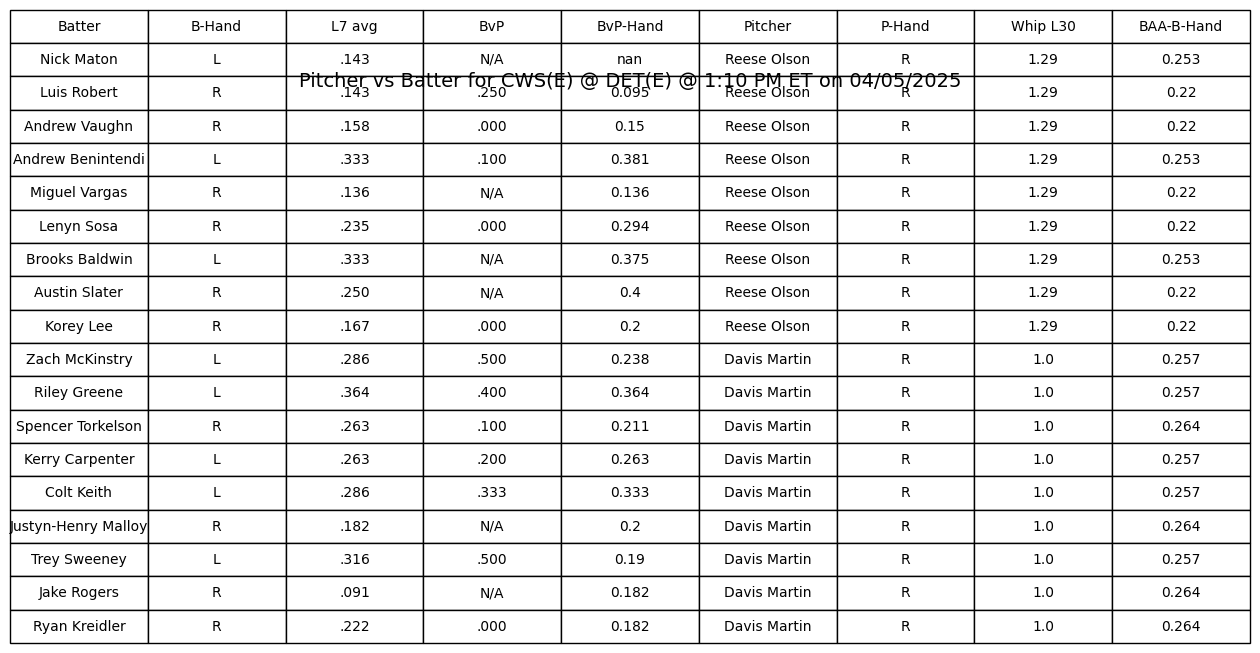 Batter B-Hand L7 avg BvP BvP-Hand Pitcher P-Hand Whip L30 BAA-B-Hand
Nick Maton L .143 N/A nan Reese Olson R 1.29 0.253
Pitcher vs Batter for CWS(E) @ DET(E) @ 1:10 PM ET on 04/05/2025
Luis Robert R .143 .250 0.095 Reese Olson R 1.29 0.22
Andrew Vaughn R .158 .000 0.15 Reese Olson R 1.29 0.22
Andrew Benintendi L .333 .100 0.381 Reese Olson R 1.29 0.253
Miguel Vargas R .136 N/A 0.136 Reese Olson R 1.29 0.22
Lenyn Sosa R .235 .000 0.294 Reese Olson R 1.29 0.22
Brooks Baldwin L .333 N/A 0.375 Reese Olson R 1.29 0.253
Austin Slater R .250 N/A 0.4 Reese Olson R 1.29 0.22
Korey Lee R .167 .000 0.2 Reese Olson R 1.29 0.22
Zach McKinstry L .286 .500 0.238 Davis Martin R 1.0 0.257
Riley Greene L .364 .400 0.364 Davis Martin R 1.0 0.257
Spencer Torkelson R .263 .100 0.211 Davis Martin R 1.0 0.264
Kerry Carpenter L .263 .200 0.263 Davis Martin R 1.0 0.257
Colt Keith L .286 .333 0.333 Davis Martin R 1.0 0.257
Justyn-Henry Malloy R .182 N/A 0.2 Davis Martin R 1.0 0.264
Trey Sweeney L .316 .500 0.19 Davis Martin R 1.0 0.257
Jake Rogers R .091 N/A 0.182 Davis Martin R 1.0 0.264
Ryan Kreidler R .222 .000 0.182 Davis Martin R 1.0 0.264